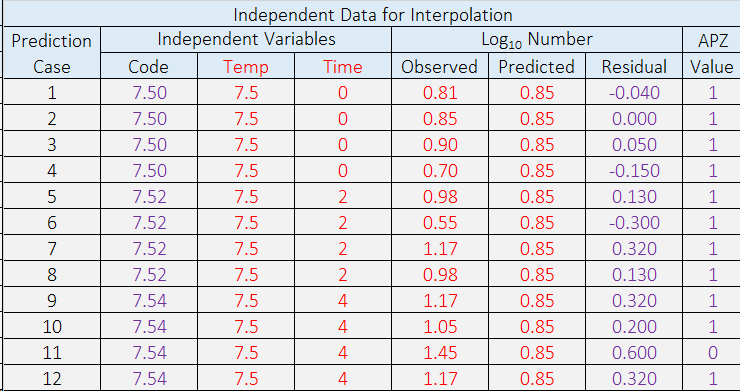 Independent Data for Interpolation
Prediction Independent Variables Log₁₀ Number APZ
Case Code Temp Time Observed Predicted Residual Value
1 7.50 7.5 0 0.81 0.85 -0.040 1
2 7.50 7.5 0 0.85 0.85 0.000 1
3 7.50 7.5 0 0.90 0.85 0.050 1
4 7.50 7.5 0 0.70 0.85 -0.150 1
5 7.52 7.5 2 0.98 0.85 0.130 1
6 7.52 7.5 2 0.55 0.85 -0.300 1
7 7.52 7.5 2 1.17 0.85 0.320 1
8 7.52 7.5 2 0.98 0.85 0.130 1
9 7.54 7.5 4 1.17 0.85 0.320 1
10 7.54 7.5 4 1.05 0.85 0.200 1
11 7.54 7.5 4 1.45 0.85 0.600 0
12 7.54 7.5 4 1.17 0.85 0.320 1